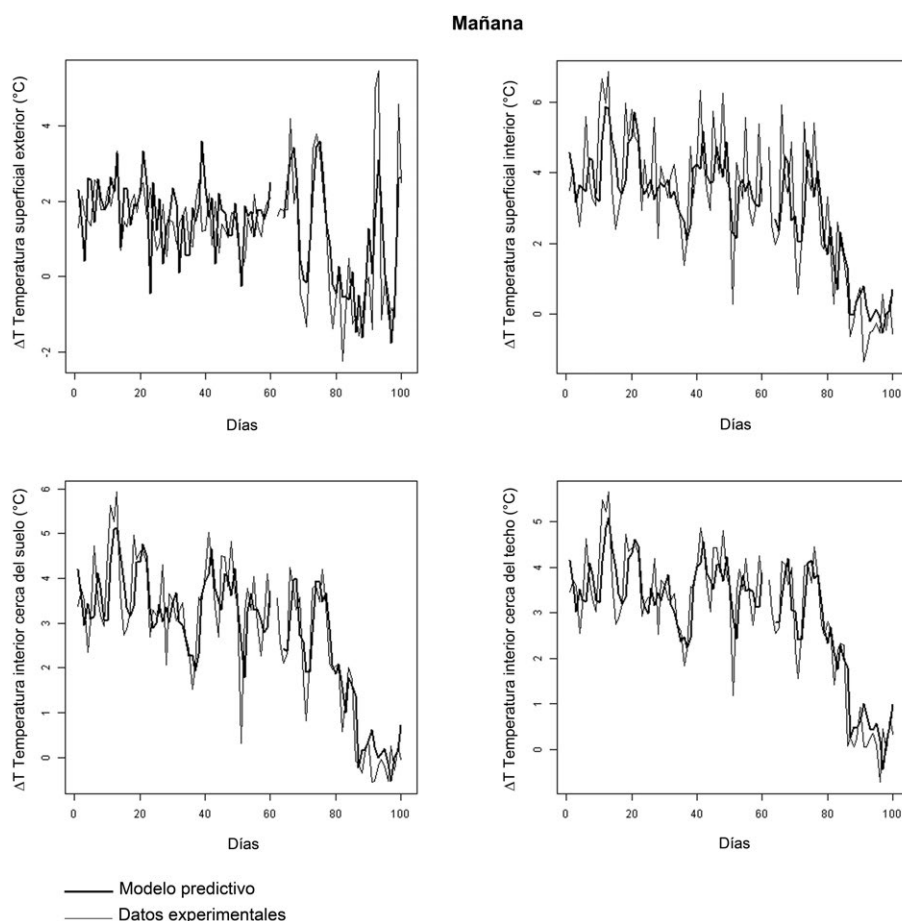 Mañana
ΔT Temperatura superficial exterior (°C)
4
2
0
-2
0 20 40 60 80 100
Días
ΔT Temperatura superficial interior (°C)
6
4
2
0
0 20 40 60 80 100
Días
ΔT Temperatura interior cerca del suelo (°C)
6
5
4
3
2
1
0
0 20 40 60 80 100
Días
ΔT Temperatura interior cerca del techo (°C)
5
4
3
2
1
0
0 20 40 60 80 100
Días
Modelo predictivo
Datos experimentales